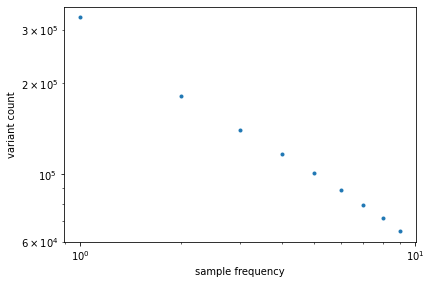 3 × 10⁵
2 × 10⁵
variant count
10⁵
6 × 10⁴
10⁰
10¹
sample frequency